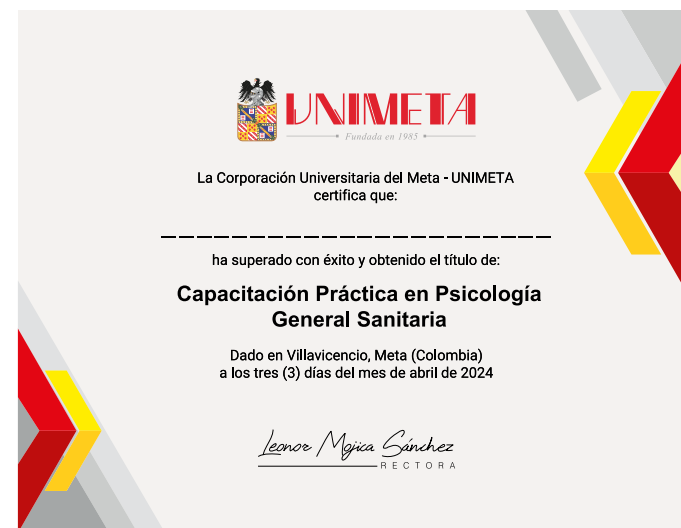 UNIMETA
Fundada en 1985
La Corporación Universitaria del Meta - UNIMETA
certifica que:
ha superado con éxito y obtenido el título de:
Capacitación Práctica en Psicología
General Sanitaria
Dado en Villavicencio, Meta (Colombia)
a los tres (3) días del mes de abril de 2024
Leonor Mojica Sánchez
RECTORA